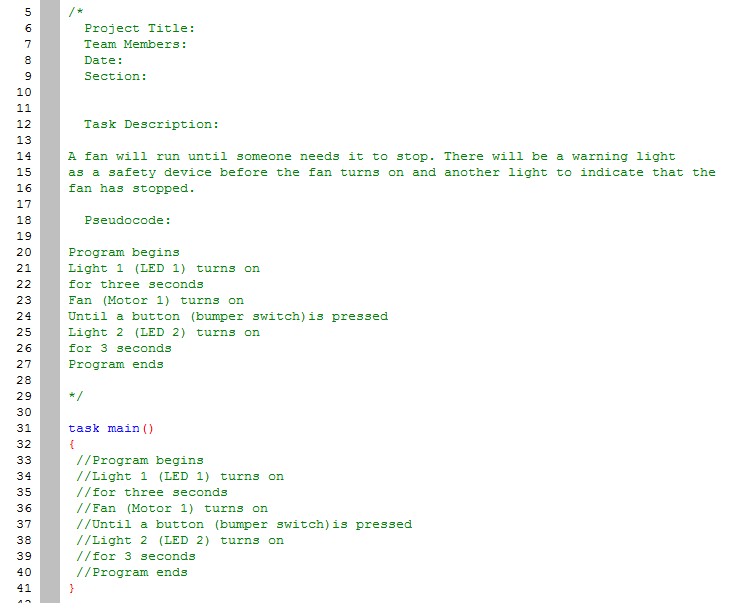 5 /*
6 Project Title:
7 Team Members:
8 Date:
9 Section:
10
11
12 Task Description:
13
14 A fan will run until someone needs it to stop. There will be a warning light
15 as a safety device before the fan turns on and another light to indicate that the
16 fan has stopped.
17
18 Pseudocode:
19
20 Program begins
21 Light 1 (LED 1) turns on
22 for three seconds
23 Fan (Motor 1) turns on
24 Until a button (bumper switch)is pressed
25 Light 2 (LED 2) turns on
26 for 3 seconds
27 Program ends
28
29 */
30
31 task main()
32 {
33 //Program begins
34 //Light 1 (LED 1) turns on
35 //for three seconds
36 //Fan (Motor 1) turns on
37 //Until a button (bumper switch)is pressed
38 //Light 2 (LED 2) turns on
39 //for 3 seconds
40 //Program ends
41 }